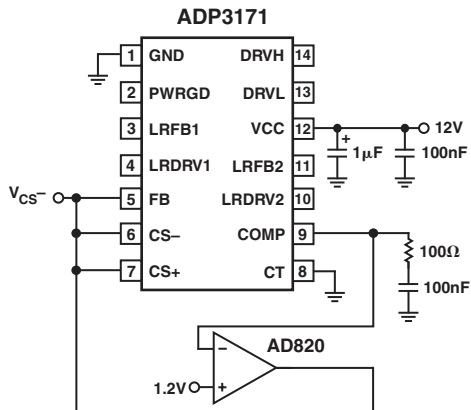 ADP3171
1 GND DRVH 14
2 PWRGD DRVL 13
3 LRFB1 VCC 12
12V
+
1μF 100nF
4 LRDRV1 LRFB2 11
VCS–
5 FB LRDRV2 10
6 CS– COMP 9
7 CS+ CT 8
100Ω
100nF
AD820
–
1.2V +